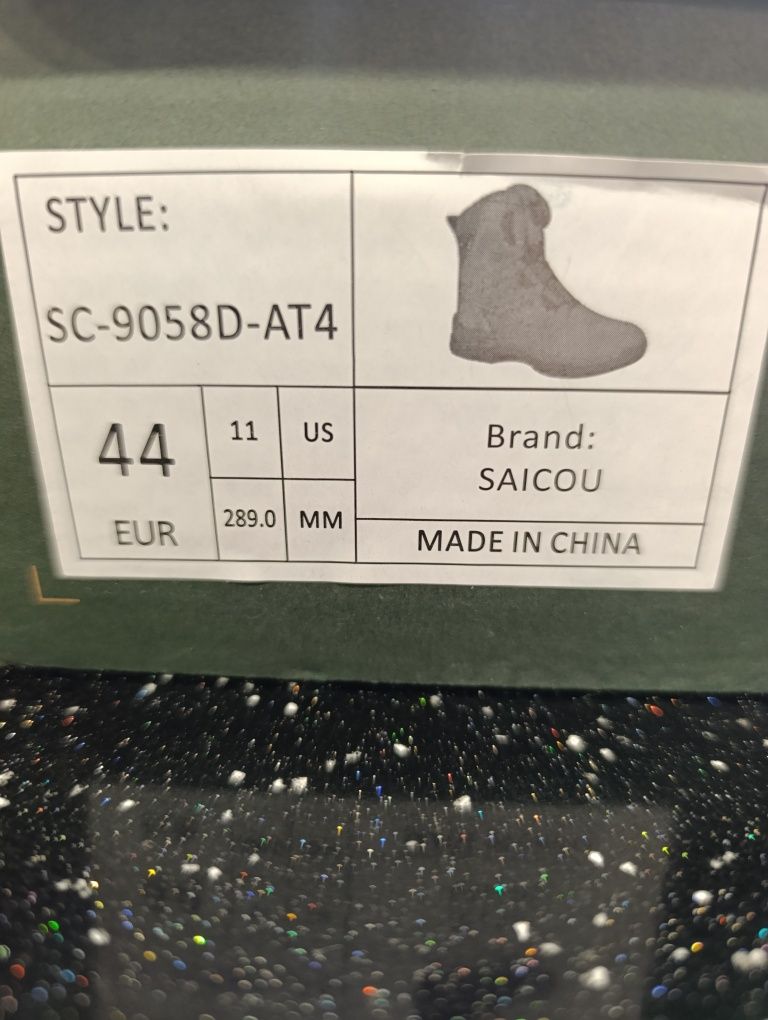 STYLE:
SC-9058D-AT4
44
EUR
11
US
289.0
MM
Brand:
SAICOU
MADE IN CHINA